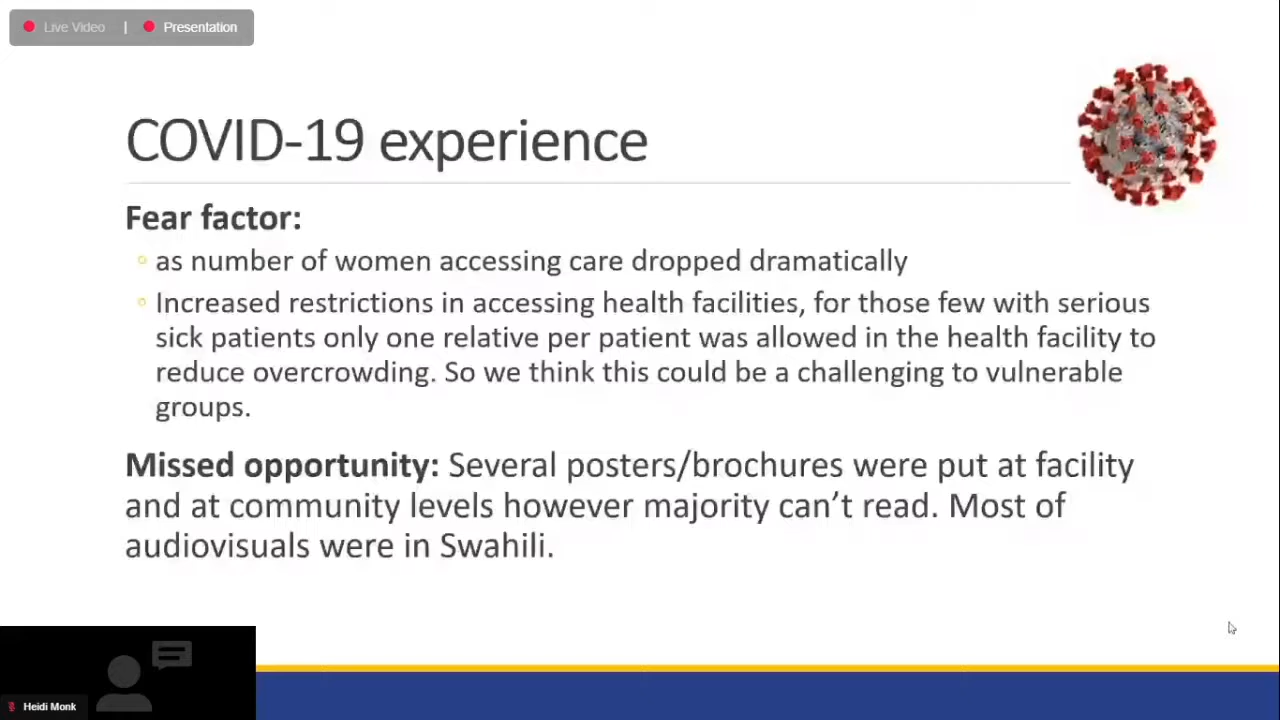 Live Video | Presentation
COVID-19 experience
Fear factor:
as number of women accessing care dropped dramatically
Increased restrictions in accessing health facilities, for those few with serious
sick patients only one relative per patient was allowed in the health facility to
reduce overcrowding. So we think this could be a challenging to vulnerable
groups.
Missed opportunity: Several posters/brochures were put at facility
and at community levels however majority can't read. Most of
audiovisuals were in Swahili.
Heidi Monk